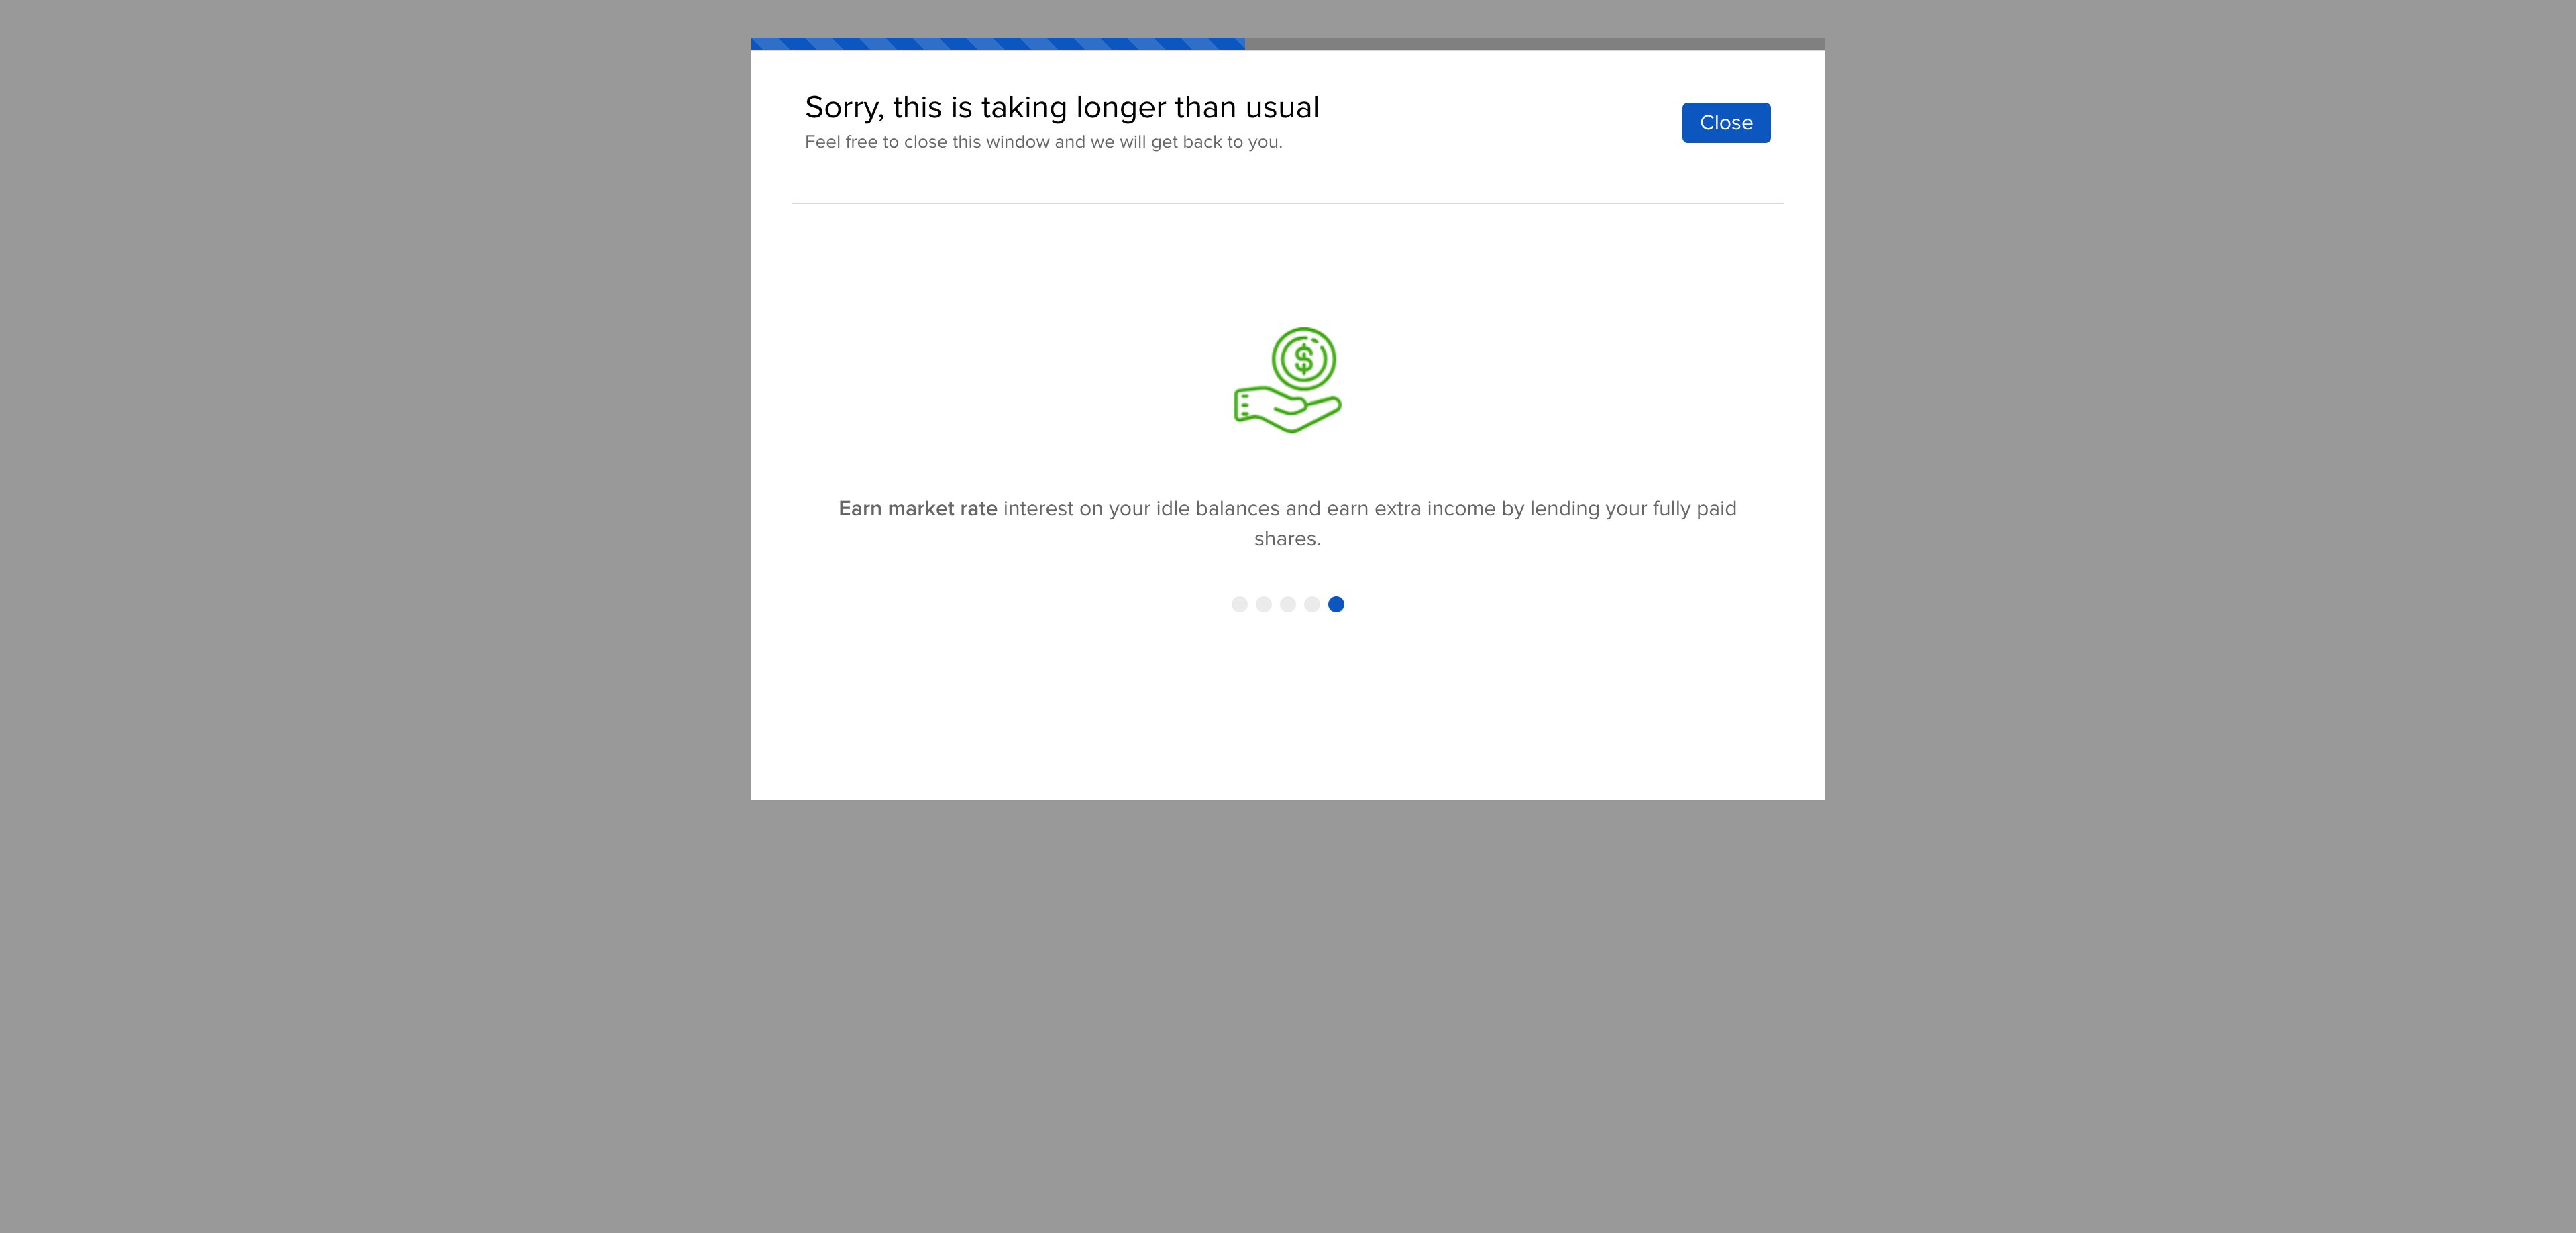 Sorry, this is taking longer than usual
Feel free to close this window and we will get back to you.
Close
$
Earn market rate interest on your idle balances and earn extra income by lending your fully paid
shares.